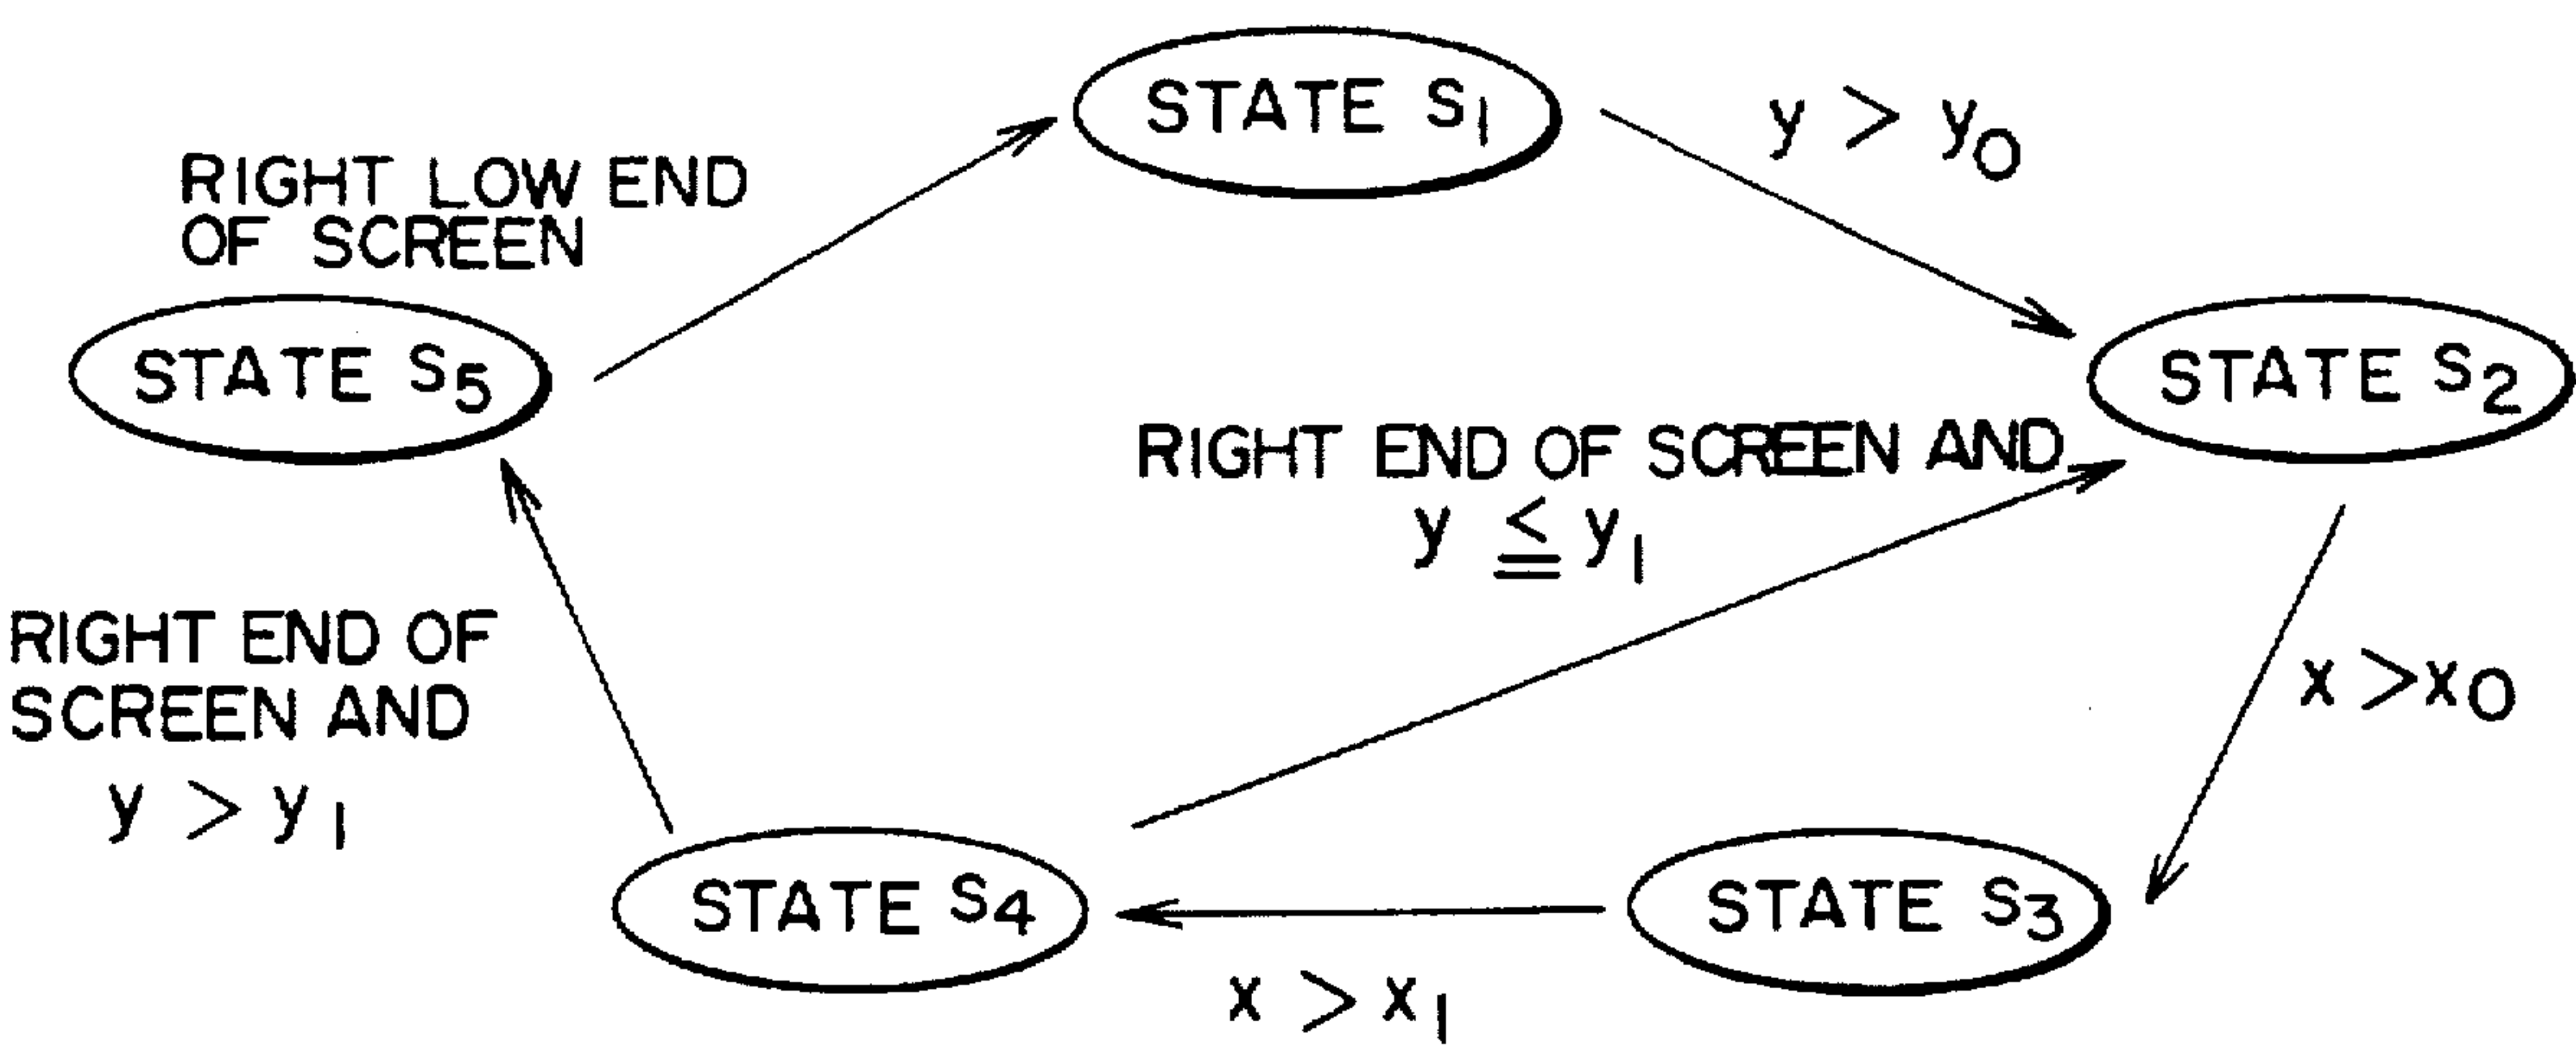 STATE S1
y > y0
RIGHT LOW END
OF SCREEN
STATE S5
STATE S2
RIGHT END OF SCREEN AND
y ≦ y1
RIGHT END OF
SCREEN AND
y > y1
x > x0
STATE S4
STATE S3
x > x1